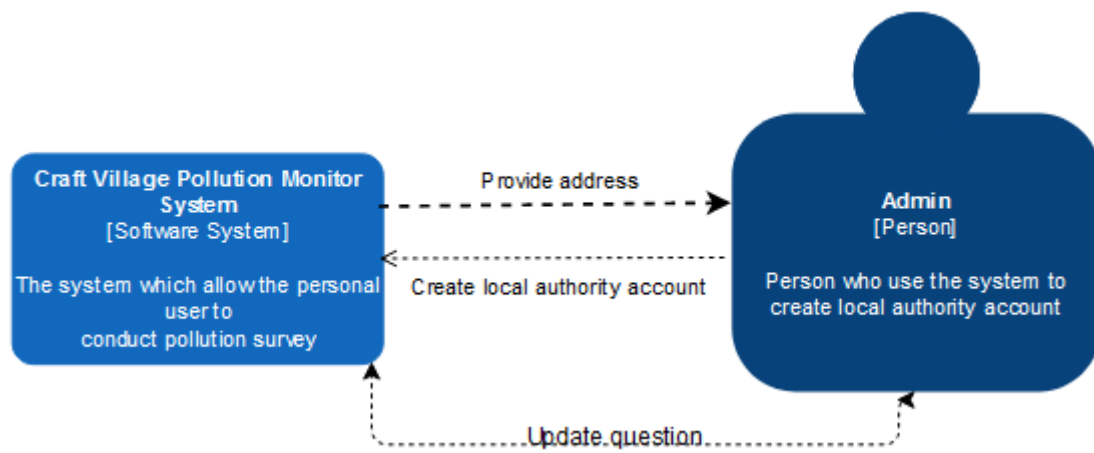 Craft Village Pollution Monitor
System
[Software System]
The system which allow the personal
user to
conduct pollution survey
Provide address
Create local authority account
Update question
Admin
[Person]
Person who use the system to
create local authority account